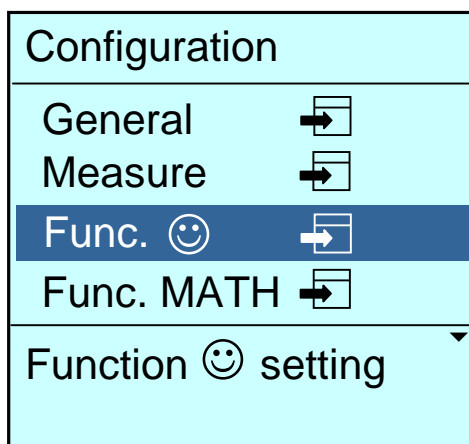 Configuration
General
Measure
Func. ☺
Func. MATH
Function ☺ setting